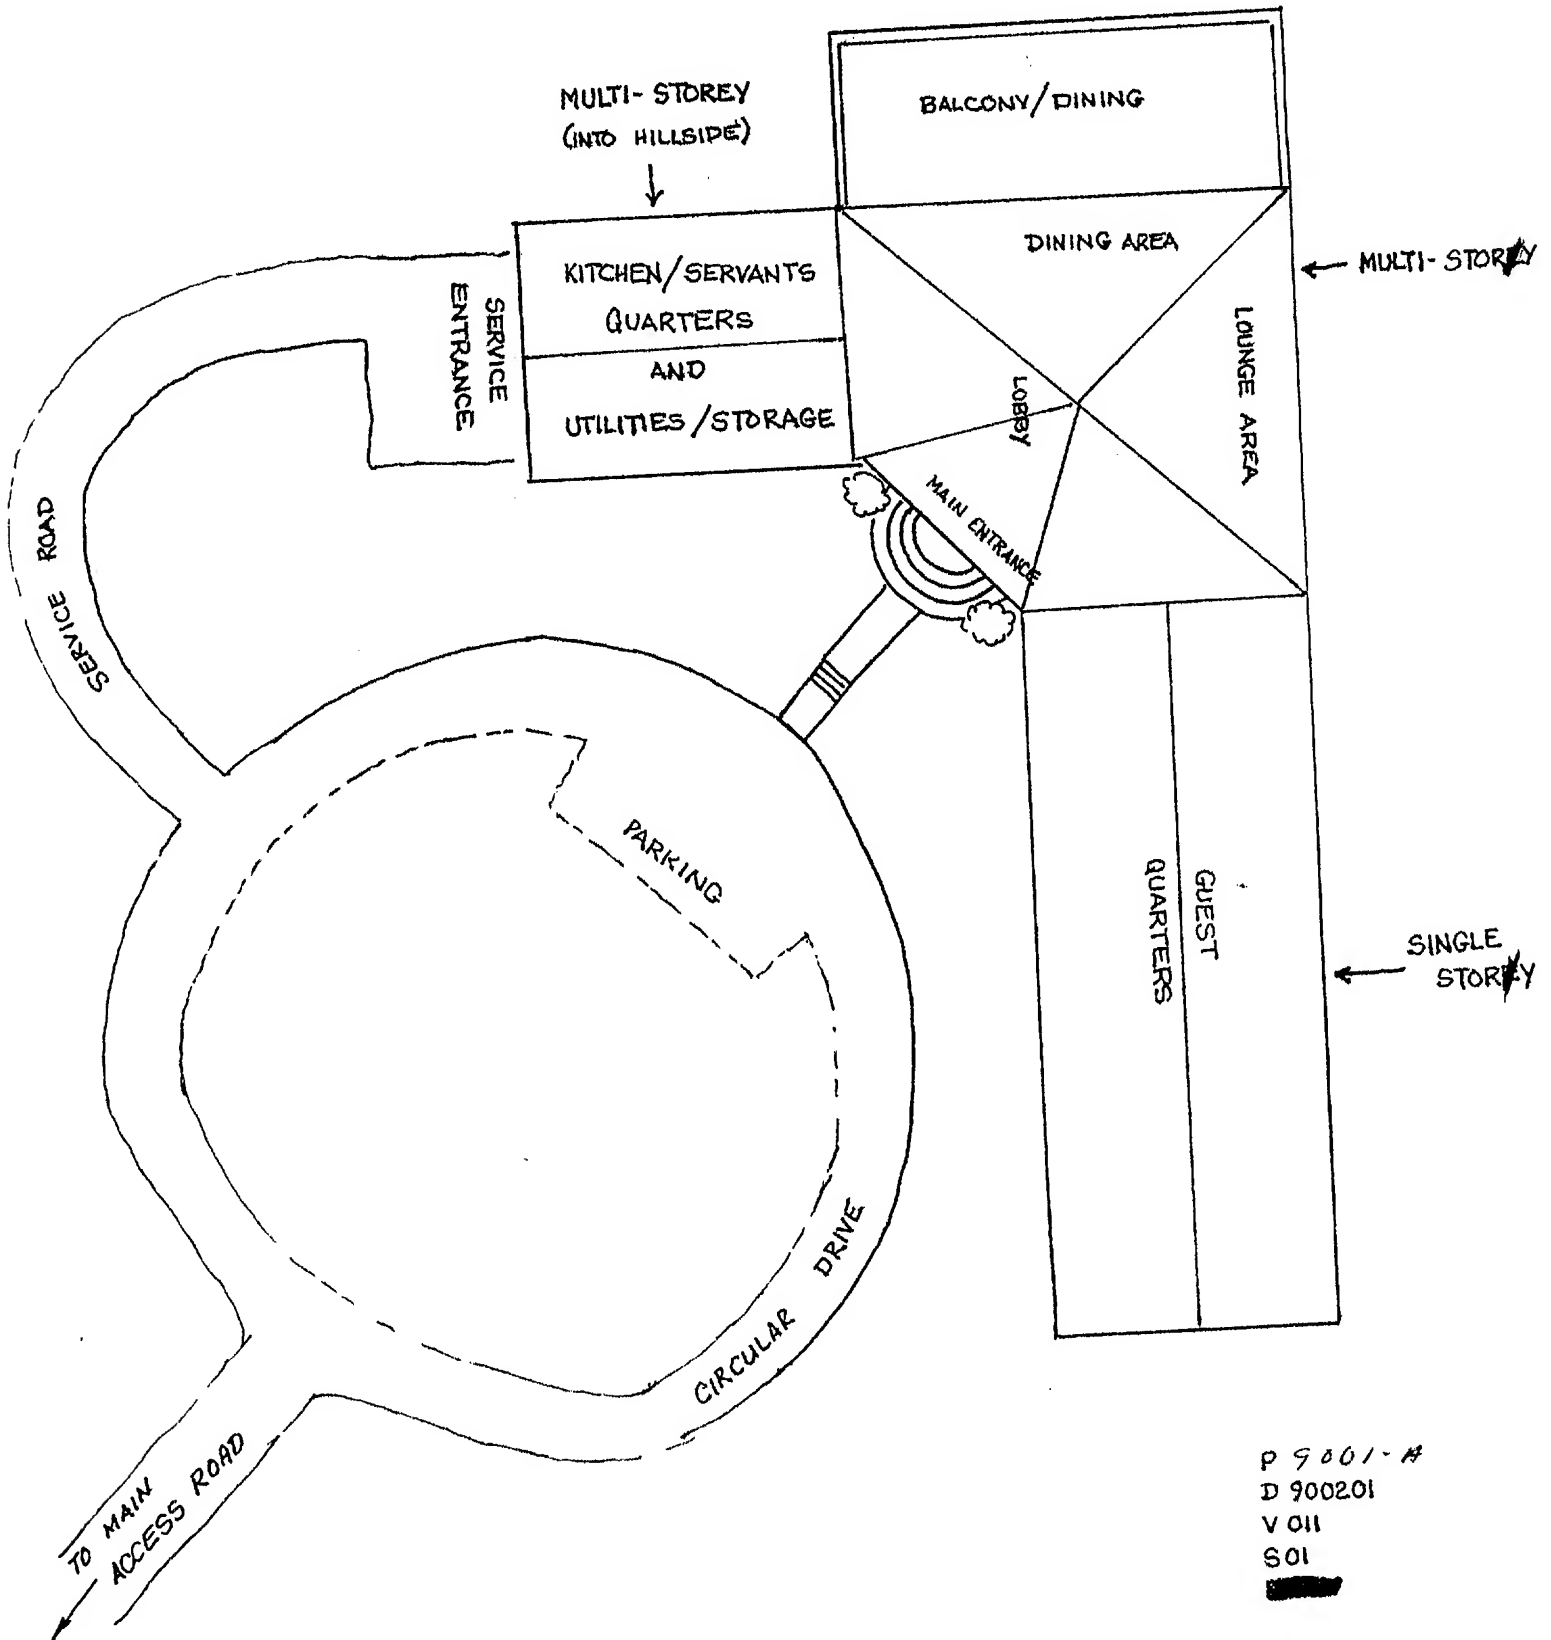 BALCONY/DINING
MULTI-STOREY
(INTO HILLSIDE)
DINING AREA
MULTI-STORY
KITCHEN/SERVANTS
QUARTERS
AND
UTILITIES/STORAGE
SERVICE
ENTRANCE
LOUNGE AREA
LOBBY
MAIN ENTRANCE
SERVICE ROAD
PARKING
GUEST
QUARTERS
SINGLE
STORY
CIRCULAR DRIVE
TO MAIN
ACCESS ROAD
P 9001-A
D 900201
V 011
S01